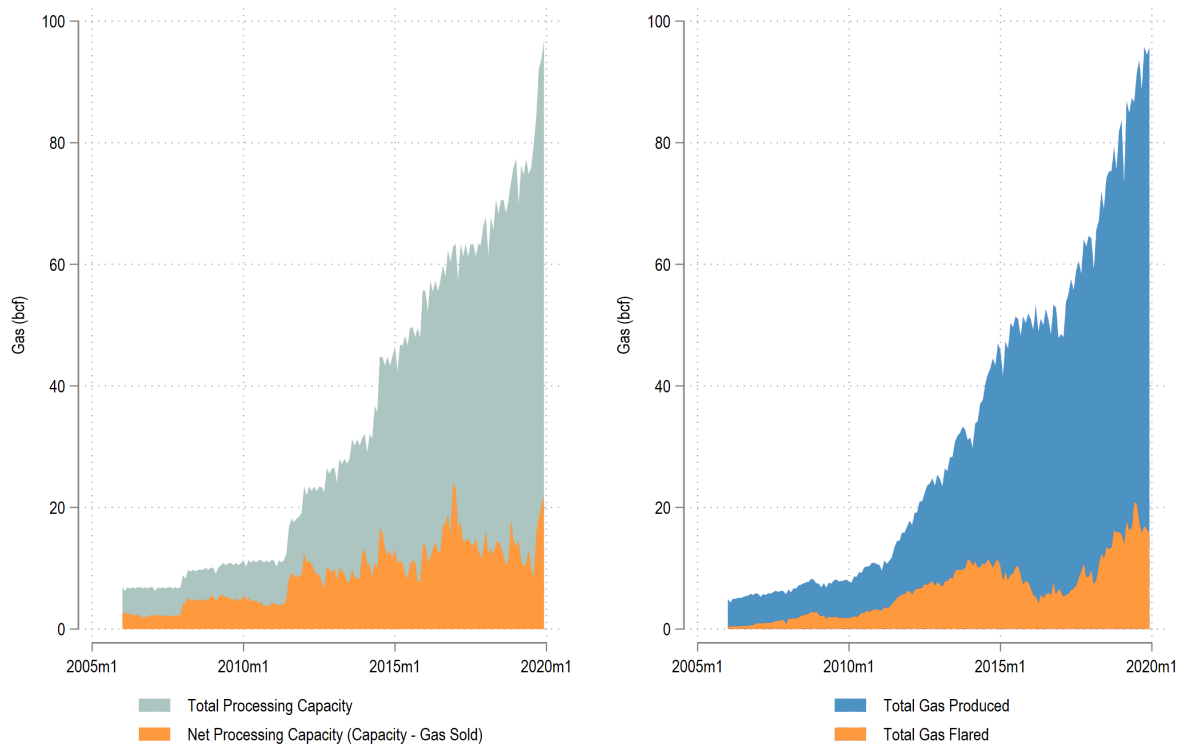 Gas (bcf)
100
80
60
40
20
0
2005m1 2010m1 2015m1 2020m1
Total Processing Capacity
Net Processing Capacity (Capacity - Gas Sold)
Gas (bcf)
100
80
60
40
20
0
2005m1 2010m1 2015m1 2020m1
Total Gas Produced
Total Gas Flared